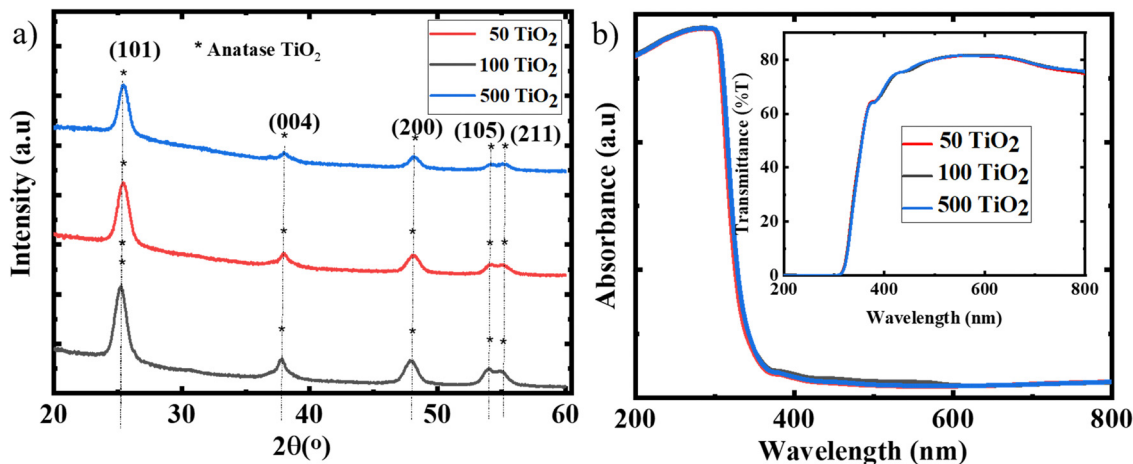 a)
(101)
* Anatase TiO2
50 TiO2
100 TiO2
500 TiO2
(004)
(200)
(105)
(211)
Intensity (a.u)
20 30 40 50 60
2θ(o)
b)
Absorbance (a.u)
Transmittance (%T)
80
60
40
20
0
200 400 600 800
Wavelength (nm)
50 TiO2
100 TiO2
500 TiO2
200 400 600 800
Wavelength (nm)